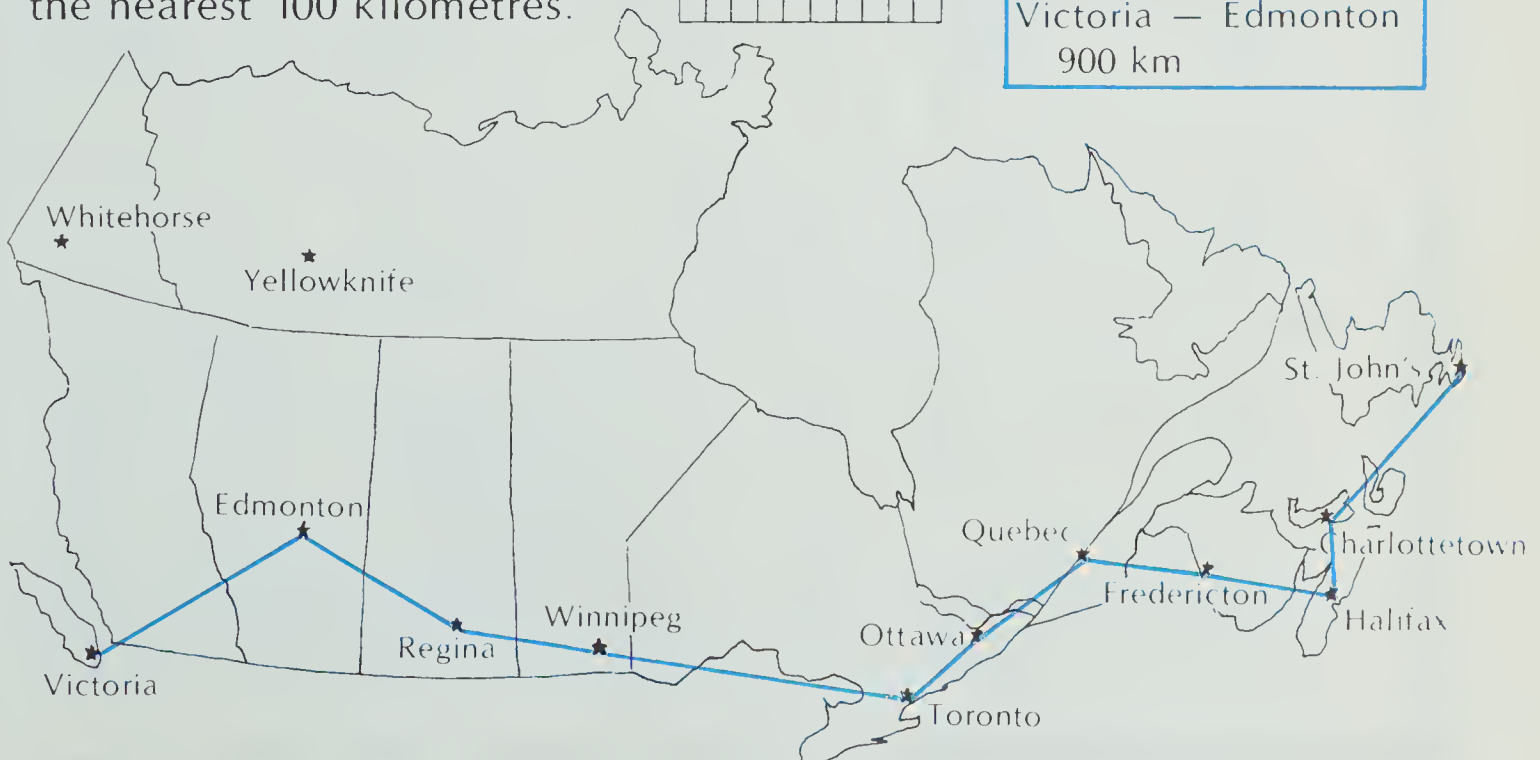 the nearest 100 kilometres.
Victoria — Edmonton
900 km
Whitehorse
Yellowknife
St. John's
Edmonton
Quebec
Charlottetown
Fredericton
Winnipeg
Ottawa
Halifax
Regina
Victoria
Toronto